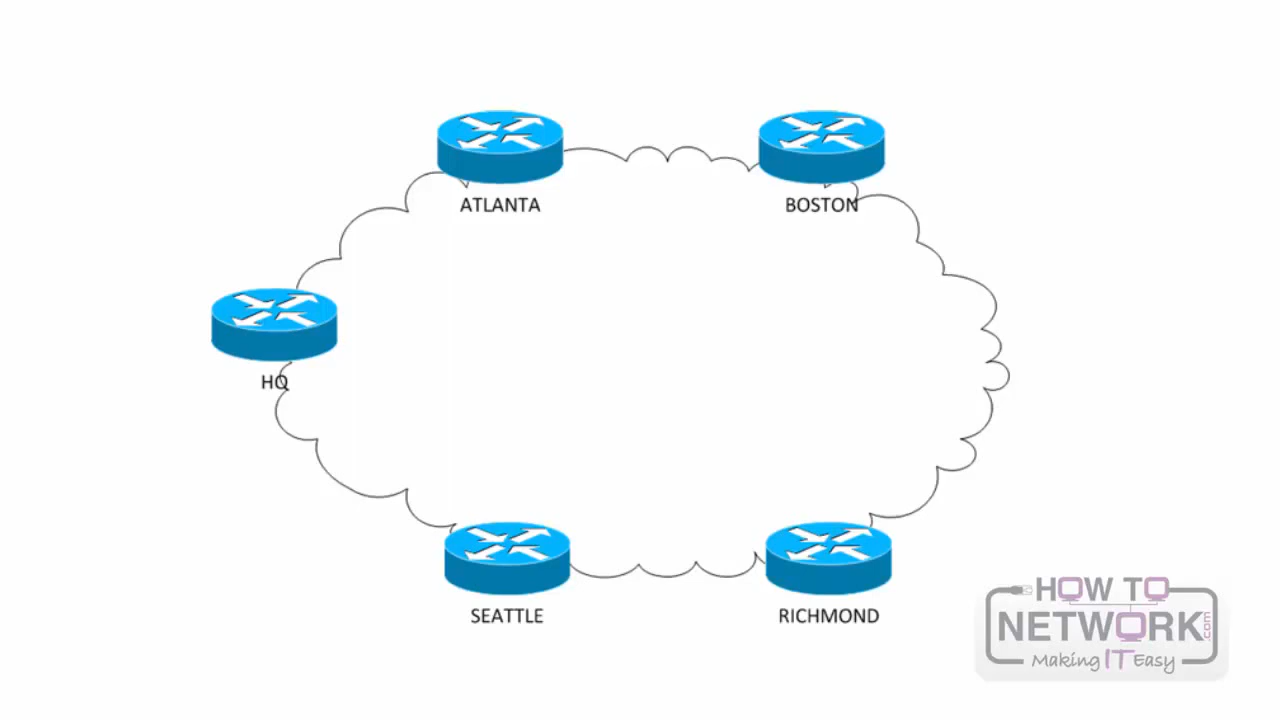 ATLANTA
BOSTON
HQ
SEATTLE
RICHMOND
HOW TO
NETWORK.com
Making IT Easy